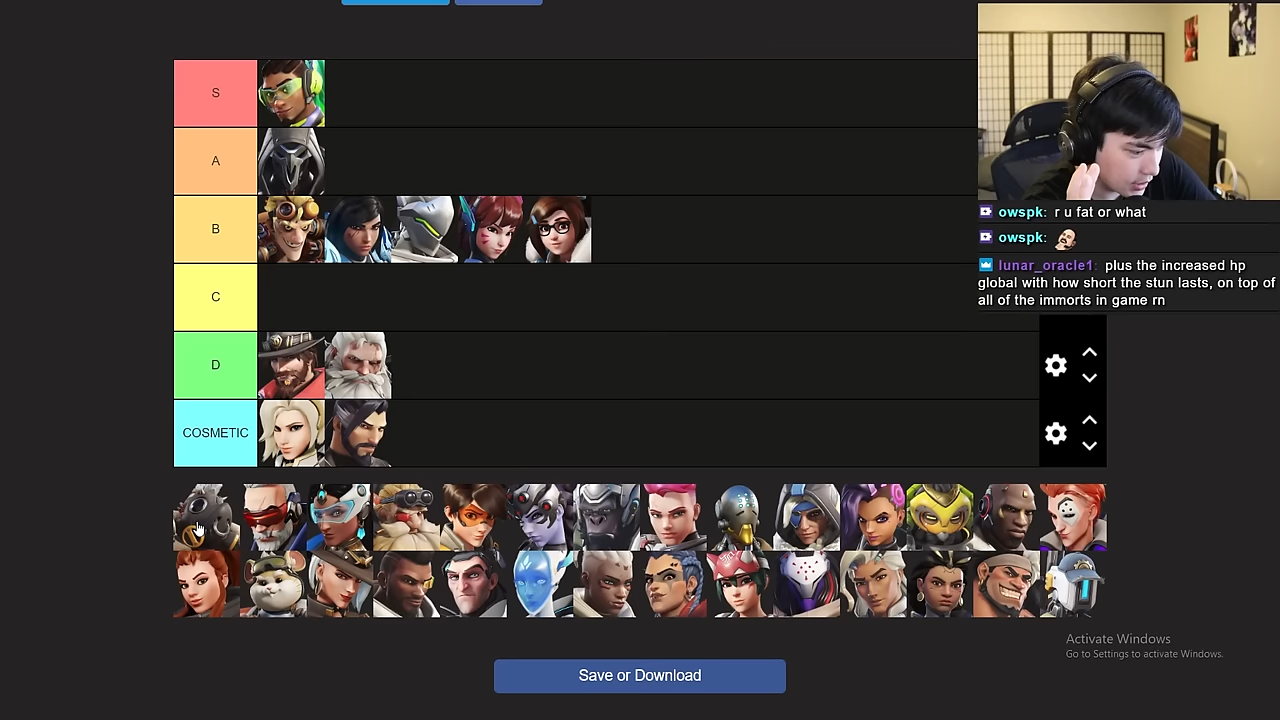 S
A
B
C
D
COSMETIC
owspk: r u fat or what
owspk:
lunar_oracle1: plus the increased hp
global with how short the stun lasts, on top of
all of the immorts in game rn
Activate Windows
Go to Settings to activate Windows.
Save or Download